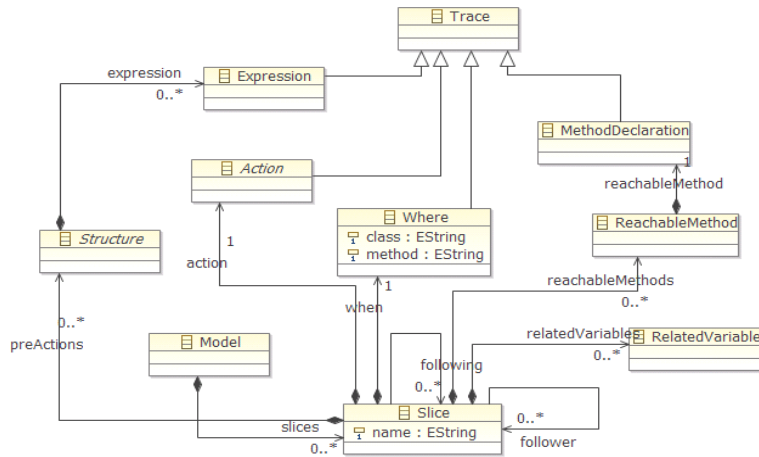 Trace
expression
Expression
0..*
MethodDeclaration
1
reachableMethod
Action
Where
class : EString
method : EString
ReachableMethod
Structure
1
action
1
when
reachableMethods
0..*
0..*
preActions
Model
following
0..*
relatedVariables
0..*
RelatedVariable
Slice
name : EString
slices
0..*
0..*
follower